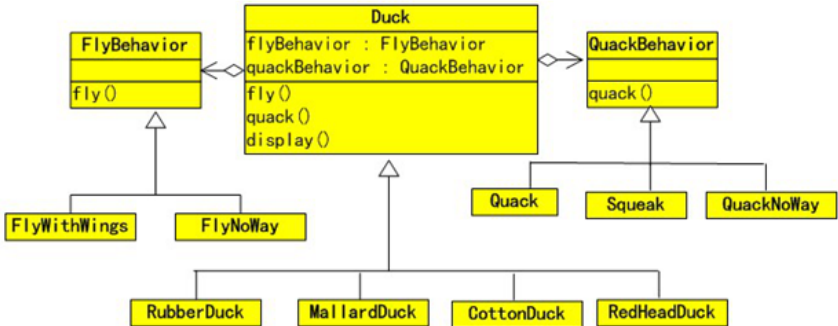 Duck
flyBehavior : FlyBehavior
quackBehavior : QuackBehavior
fly()
quack()
display()
FlyBehavior
fly()
QuackBehavior
quack()
FlyWithWings
FlyNoWay
Quack
Squeak
QuackNoWay
RubberDuck
MallardDuck
CottonDuck
RedHeadDuck